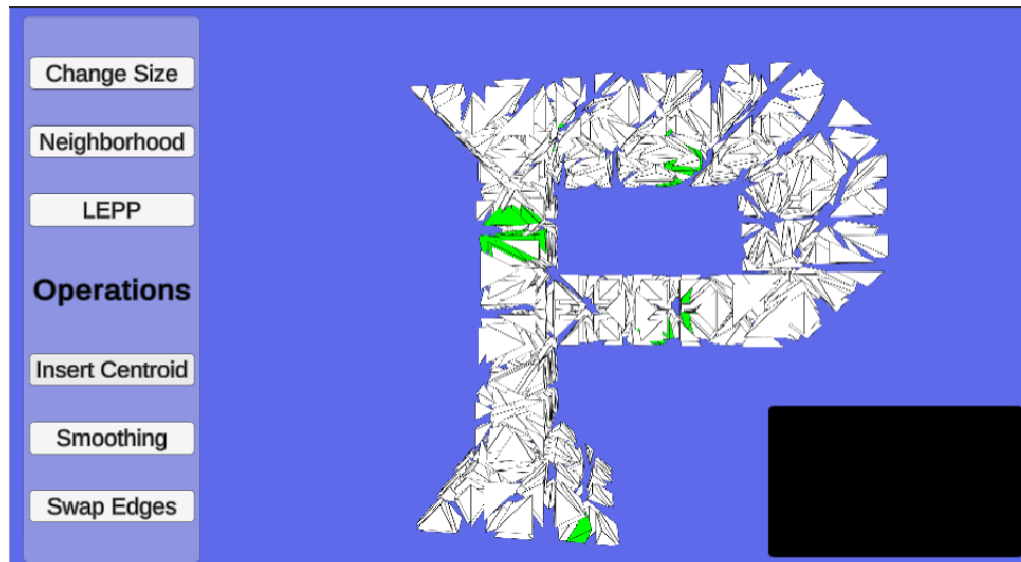 Change Size
Neighborhood
LEPP
Operations
Insert Centroid
Smoothing
Swap Edges